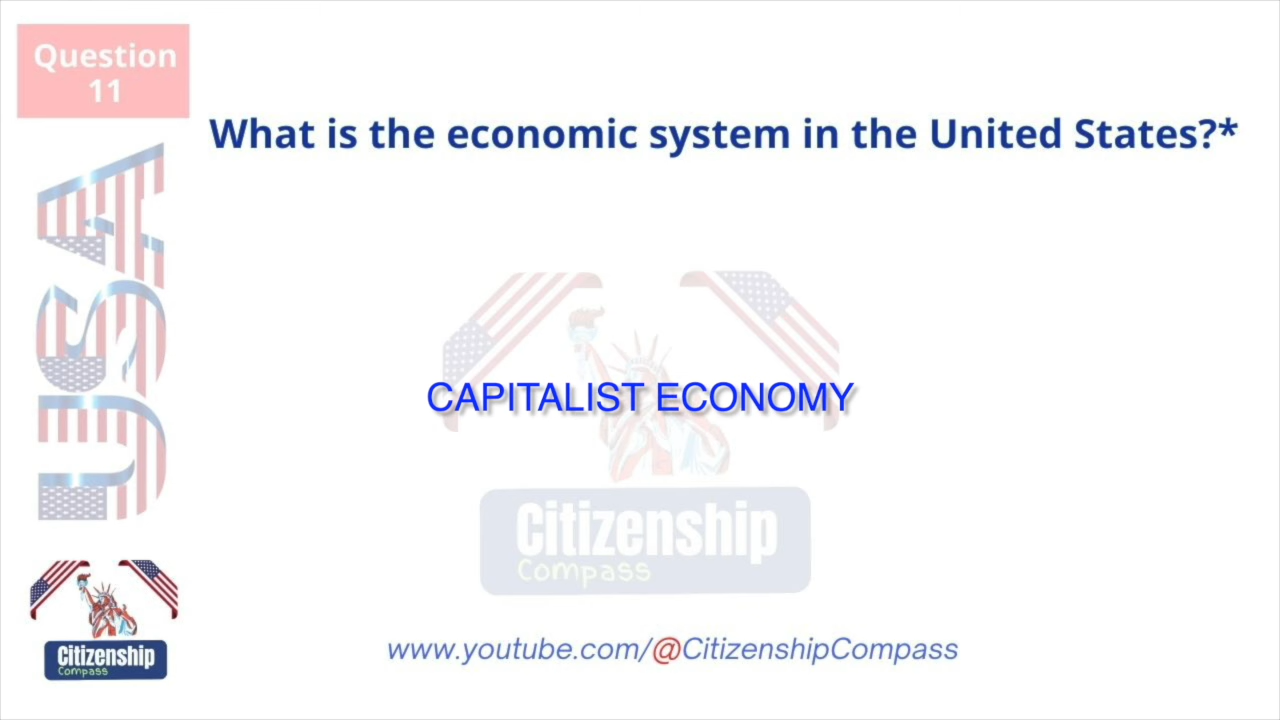 Question
11
What is the economic system in the United States?*
USA
CAPITALIST ECONOMY
Citizenship
Compass
www.youtube.com/@CitizenshipCompass
Citizenship
Compass